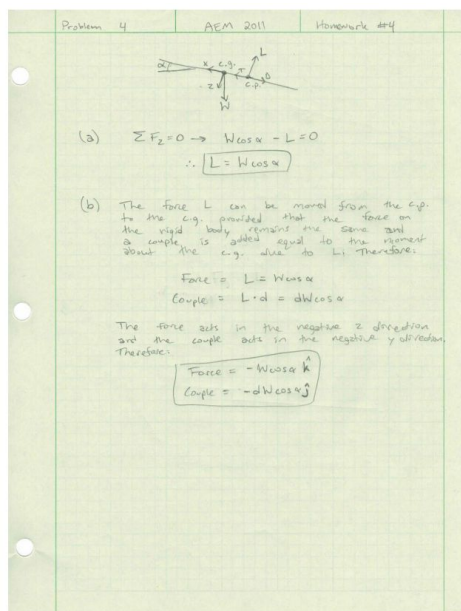 Problem 4 AEM 2011 Homework #4
α x c.g. L
z c.p. D
W
(a) ΣF_z = 0 → W cos α - L = 0
∴ L = W cos α
(b) The force L can be moved from the c.p.
to the c.g. provided that the force on
the rigid body remains the same and
a couple is added equal to the moment
about the c.g. due to L. Therefore:
Force = L = W cos α
Couple = L·d = dW cos α
The force acts in the negative z direction
and the couple acts in the negative y direction.
Therefore:
Force = -W cos α k̂
Couple = -dW cos α ĵ